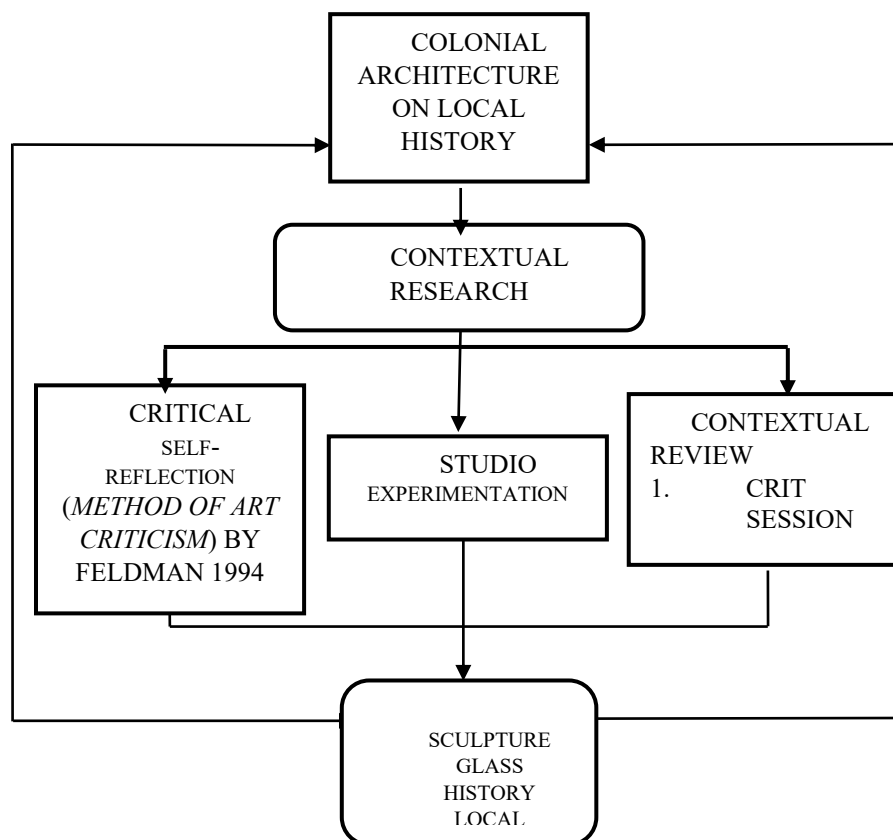 COLONIAL
ARCHITECTURE
ON LOCAL
HISTORY
CONTEXTUAL
RESEARCH
CRITICAL
SELF-
REFLECTION
(METHOD OF ART
CRITICISM) BY
FELDMAN 1994
STUDIO
EXPERIMENTATION
CONTEXTUAL
REVIEW
1. CRIT
SESSION
SCULPTURE
GLASS
HISTORY
LOCAL